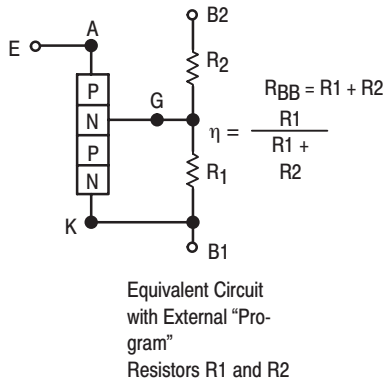 B2
A
E
R2
P
G
RBB = R1 + R2
N
η = R1
R1 +
R2
P
R1
N
K
B1
Equivalent Circuit
with External “Pro-
gram”
Resistors R1 and R2